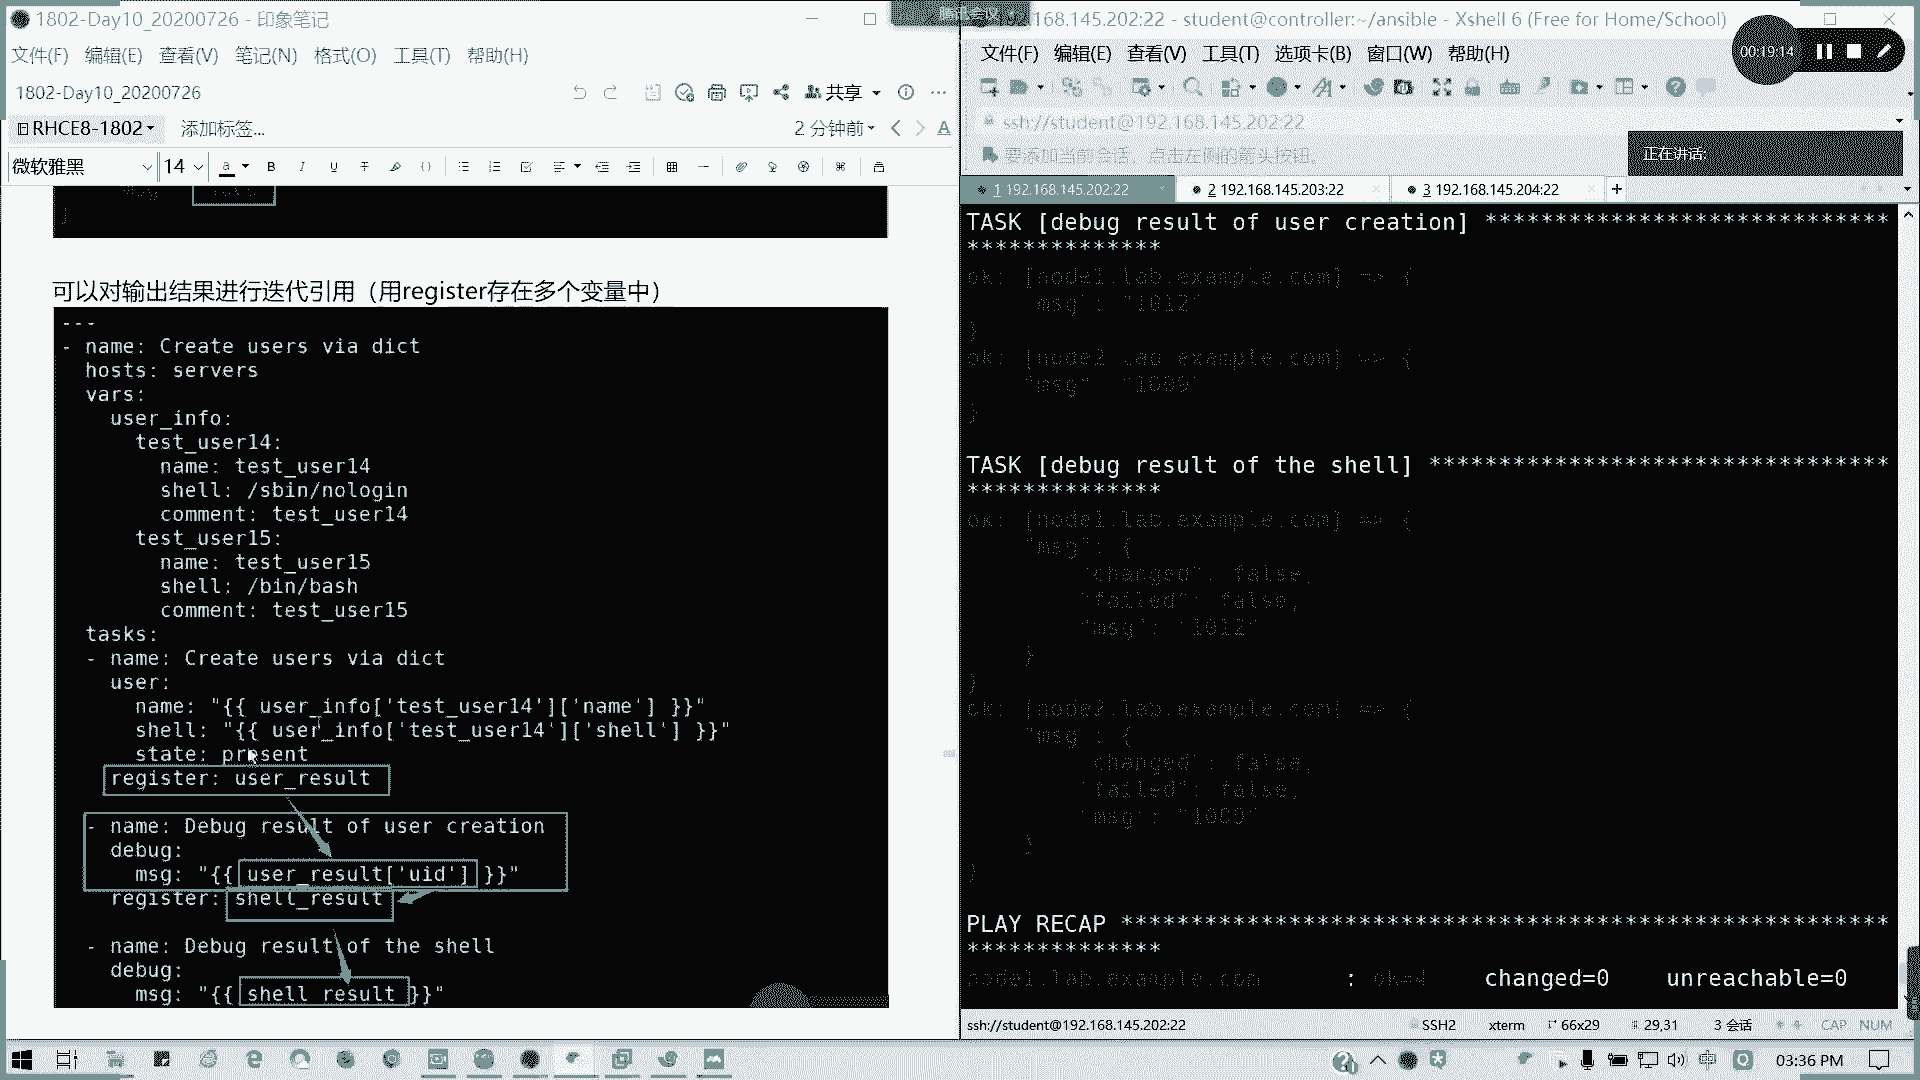 1802-Day10_20200726 - 印象笔记
文件(F) 编辑(E) 查看(V) 笔记(N) 格式(O) 工具(T) 帮助(H)
1802-Day10_20200726
共享
RHCE8-1802
添加标签...
2 分钟前
微软雅黑
14
可以对输出结果进行迭代引用（用register存在多个变量中）
---
- name: Create users via dict
hosts: servers
vars:
user_info:
test_user14:
name: test_user14
shell: /sbin/nologin
comment: test_user14
test_user15:
name: test_user15
shell: /bin/bash
comment: test_user15
tasks:
- name: Create users via dict
user:
name: "{{ user_info['test_user14']['name'] }}"
shell: "{{ user_info['test_user14']['shell'] }}"
state: present
register: user_result
- name: Debug result of user creation
debug:
msg: "{{ user_result['uid'] }}"
register: shell_result
- name: Debug result of the shell
debug:
msg: "{{ shell_result }}"
168.145.202:22 - student@controller:~/ansible - Xshell 6 (Free for Home/School)
文件(F) 编辑(E) 查看(V) 工具(T) 选项卡(B) 窗口(W) 帮助(H)
00:19:14
ssh://student@192.168.145.202:22
要添加当前会话，点击左侧的箭头按钮。
正在讲话:
1 192.168.145.202:22
2 192.168.145.203:22
3 192.168.145.204:22
TASK [debug result of user creation] *****************************
**************
ok: [node1.lab.example.com] => {
"msg": "1012"
}
ok: [node2.lab.example.com] => {
"msg": "1009"
}
TASK [debug result of the shell] *********************************
**************
ok: [node1.lab.example.com] => {
"msg": {
"changed": false,
"failed": false,
"msg": "1012"
}
}
ok: [node2.lab.example.com] => {
"msg": {
"changed": false,
"failed": false,
"msg": "1009"
}
}
PLAY RECAP *******************************************************
**************
node1.lab.example.com : ok=4 changed=0 unreachable=0
ssh://student@192.168.145.202:22
SSH2
xterm
66x29
29,31
3 会话
CAP NUM
中
03:36 PM